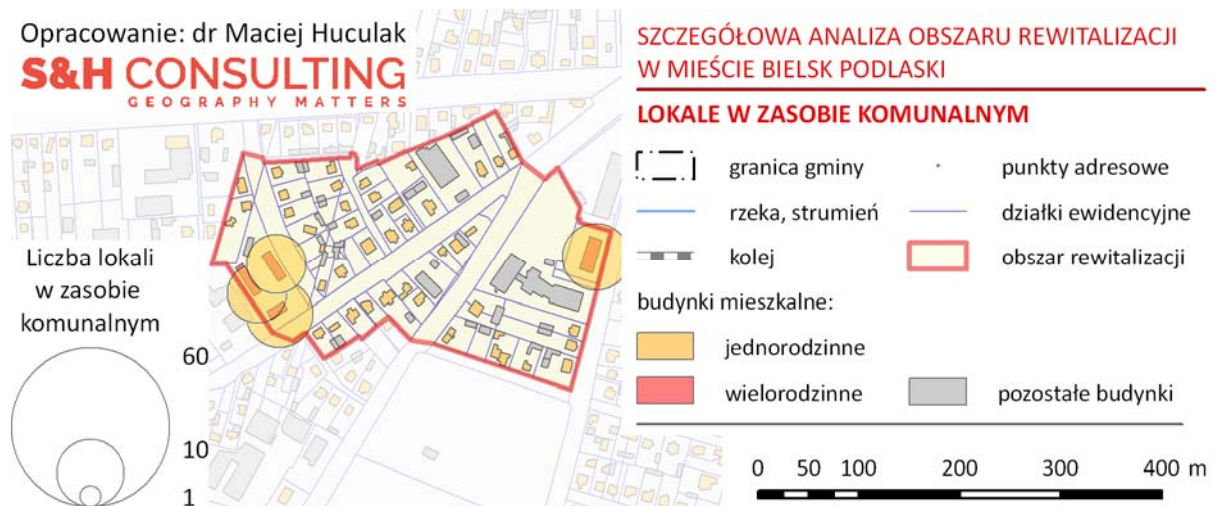 Opracowanie: dr Maciej Huculak
S&H CONSULTING
GEOGRAPHY MATTERS
SZCZEGÓŁOWA ANALIZA OBSZARU REWITALIZACJI
W MIEŚCIE BIELSK PODLASKI
LOKALE W ZASOBIE KOMUNALNYM
granica gminy
punkty adresowe
rzeka, strumień
działki ewidencyjne
kolej
obszar rewitalizacji
budynki mieszkalne:
jednorodzinne
wielorodzinne
pozostałe budynki
Liczba lokali
w zasobie
komunalnym
60
10
1
0 50 100 200 300 400 m